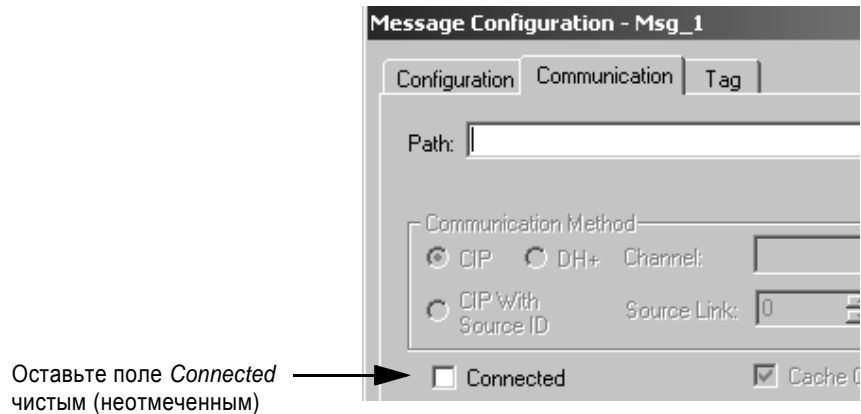 Message Configuration - Msg_1
Configuration Communication Tag
Path:
Communication Method
CIP DH+ Channel:
CIP With
Source ID
Source Link: 0
Оставьте поле Connected
чистым (неотмеченным)
Connected Cache